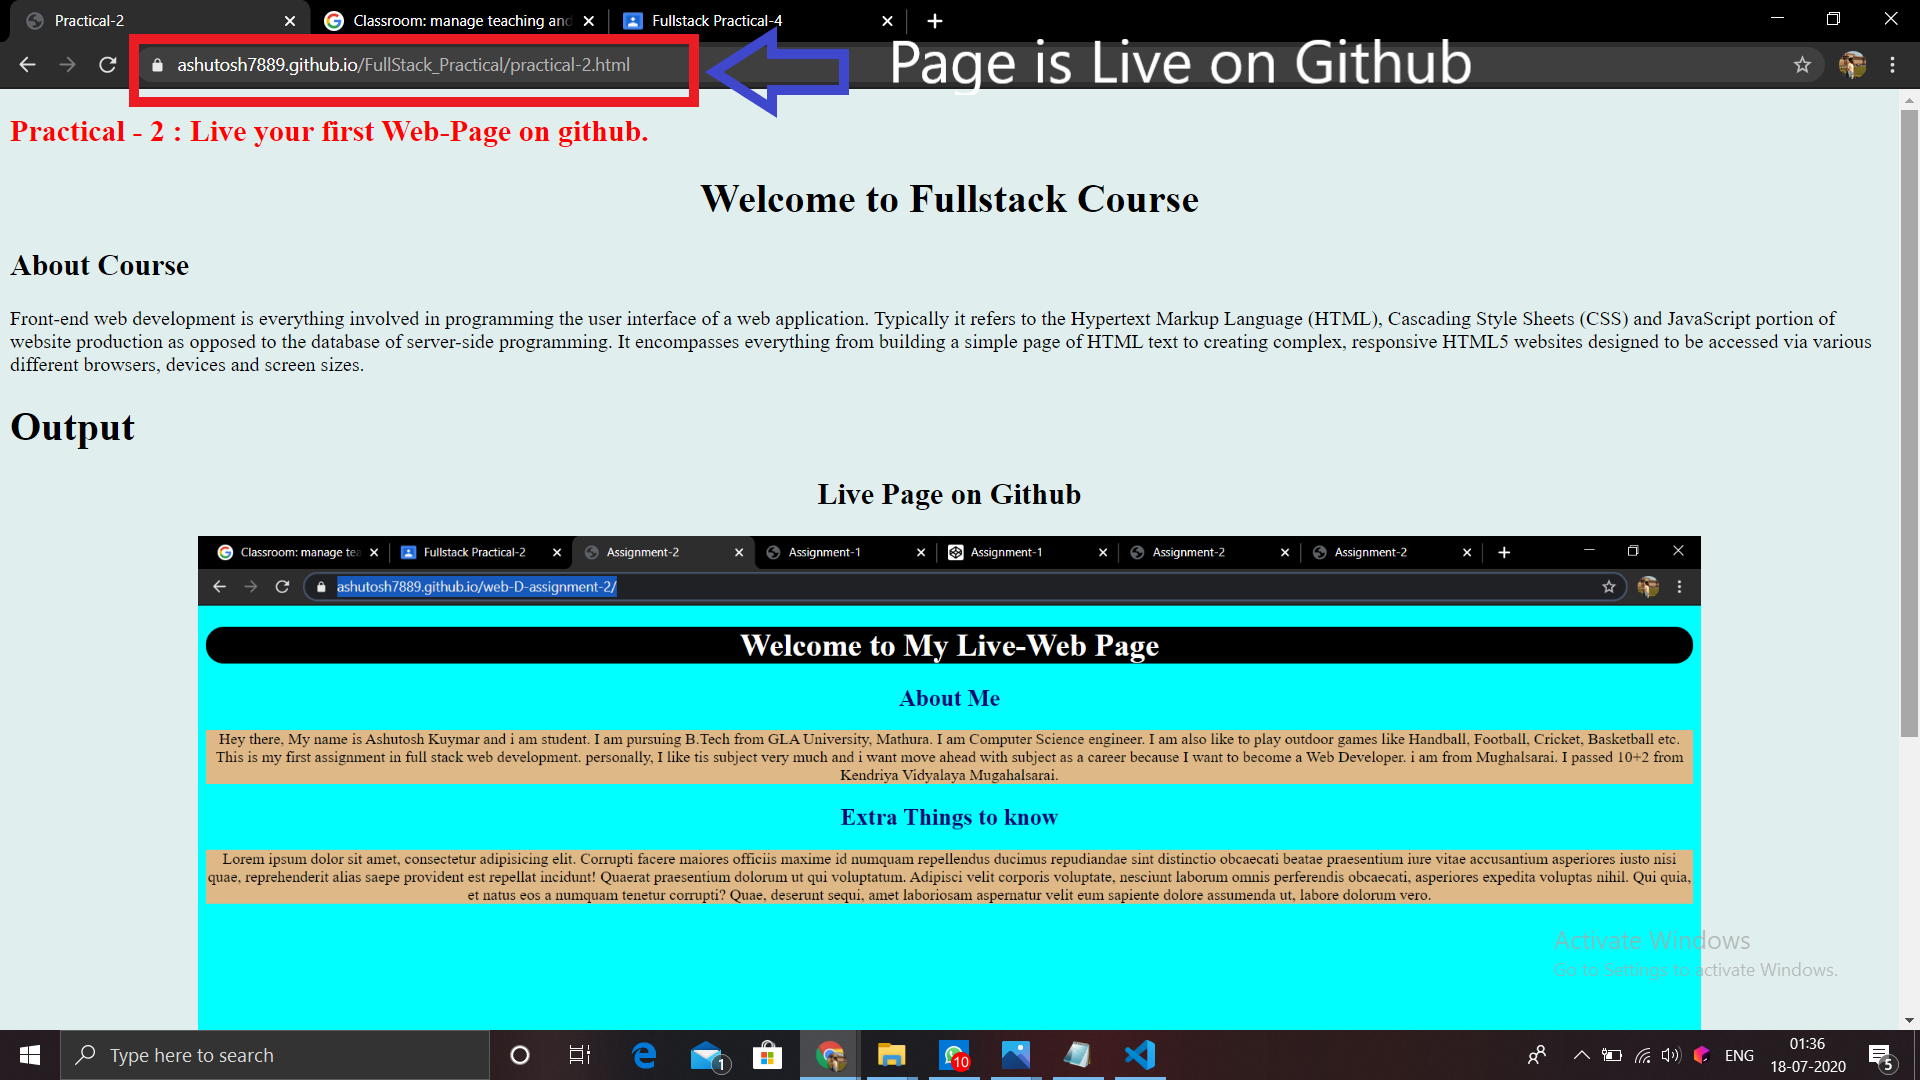 Practical-2
Classroom: manage teaching and
Fullstack Practical-4
ashutosh7889.github.io/FullStack_Practical/practical-2.html
Page is Live on Github
Practical - 2 : Live your first Web-Page on github.
Welcome to Fullstack Course
About Course
Front-end web development is everything involved in programming the user interface of a web application. Typically it refers to the Hypertext Markup Language (HTML), Cascading Style Sheets (CSS) and JavaScript portion of
website production as opposed to the database of server-side programming. It encompasses everything from building a simple page of HTML text to creating complex, responsive HTML5 websites designed to be accessed via various
different browsers, devices and screen sizes.
Output
Live Page on Github
Classroom: manage tea
Fullstack Practical-2
Assignment-2
Assignment-1
Assignment-1
Assignment-2
Assignment-2
ashutosh7889.github.io/web-D-assignment-2/
Welcome to My Live-Web Page
About Me
Hey there, My name is Ashutosh Kuymar and i am student. I am pursuing B.Tech from GLA University, Mathura. I am Computer Science engineer. I am also like to play outdoor games like Handball, Football, Cricket, Basketball etc.
This is my first assignment in full stack web development. personally, I like tis subject very much and i want move ahead with subject as a career because I want to become a Web Developer. i am from Mughalsarai. I passed 10+2 from
Kendriya Vidyalaya Mugahalsarai.
Extra Things to know
Lorem ipsum dolor sit amet, consectetur adipisicing elit. Corrupti facere maiores officiis maxime id numquam repellendus ducimus repudiandae sint distinctio obcaecati beatae praesentium iure vitae accusantium asperiores iusto nisi
quae, reprehenderit alias saepe provident est repellat incidunt! Quaerat praesentium dolorum ut qui voluptatum. Adipisci velit corporis voluptate, nesciunt laborum omnis perferendis obcaecati, asperiores expedita voluptas nihil. Qui quia,
et natus eos a numquam tenetur corrupti? Quae, deserunt sequi, amet laboriosam aspernatur velit eum sapiente dolore assumenda ut, labore dolorum vero.
Activate Windows
Go to Settings to activate Windows.
Type here to search
1
10
ENG
01:36
18-07-2020
5